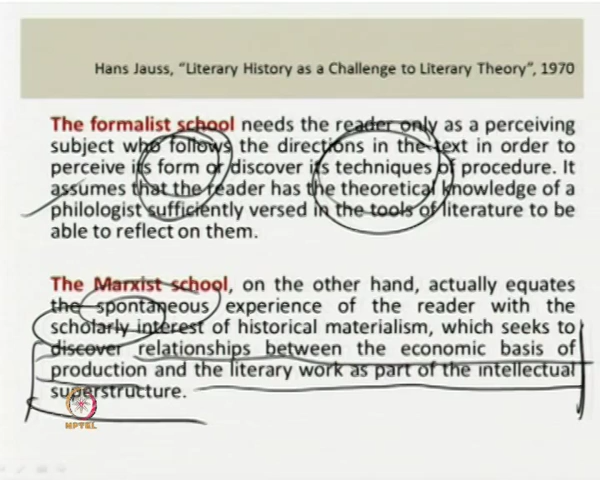 Hans Jauss, "Literary History as a Challenge to Literary Theory", 1970
The formalist school needs the reader only as a perceiving
subject who follows the directions in the text in order to
perceive its form or discover its techniques of procedure. It
assumes that the reader has the theoretical knowledge of a
philologist sufficiently versed in the tools of literature to be
able to reflect on them.
The Marxist school, on the other hand, actually equates
the spontaneous experience of the reader with the
scholarly interest of historical materialism, which seeks to
discover relationships between the economic basis of
production and the literary work as part of the intellectual
superstructure.
NPTEL